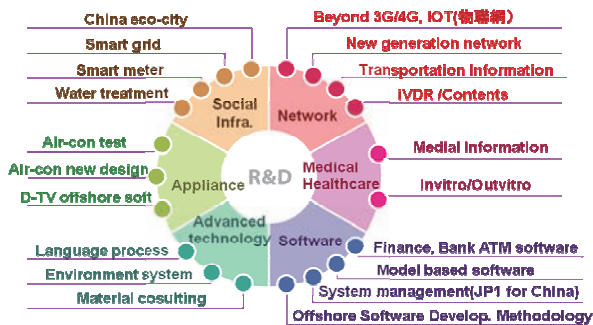 China eco-city
Smart grid
Smart meter
Water treatment
Beyond 3G/4G, IOT(物聯網）
New generation network
Transportation Information
iVDR /Contents
Social
Infra.
Network
Air-con test
Air-con new design
D-TV offshore soft
Appliance
R&D
Medical
Healthcare
Medial Information
Invitro/Outvitro
Advanced
technology
Software
Language process
Environment system
Material cosulting
Finance, Bank ATM software
Model based software
System management(JP1 for China)
Offshore Software Develop. Methodology